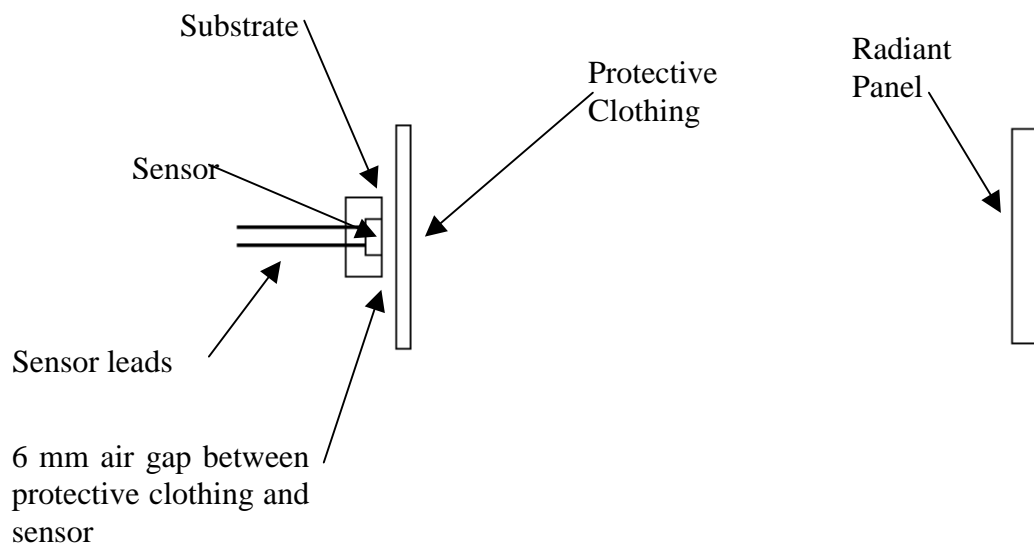 Substrate
Radiant
Panel
Protective
Clothing
Sensor
Sensor leads
6 mm air gap between
protective clothing and
sensor